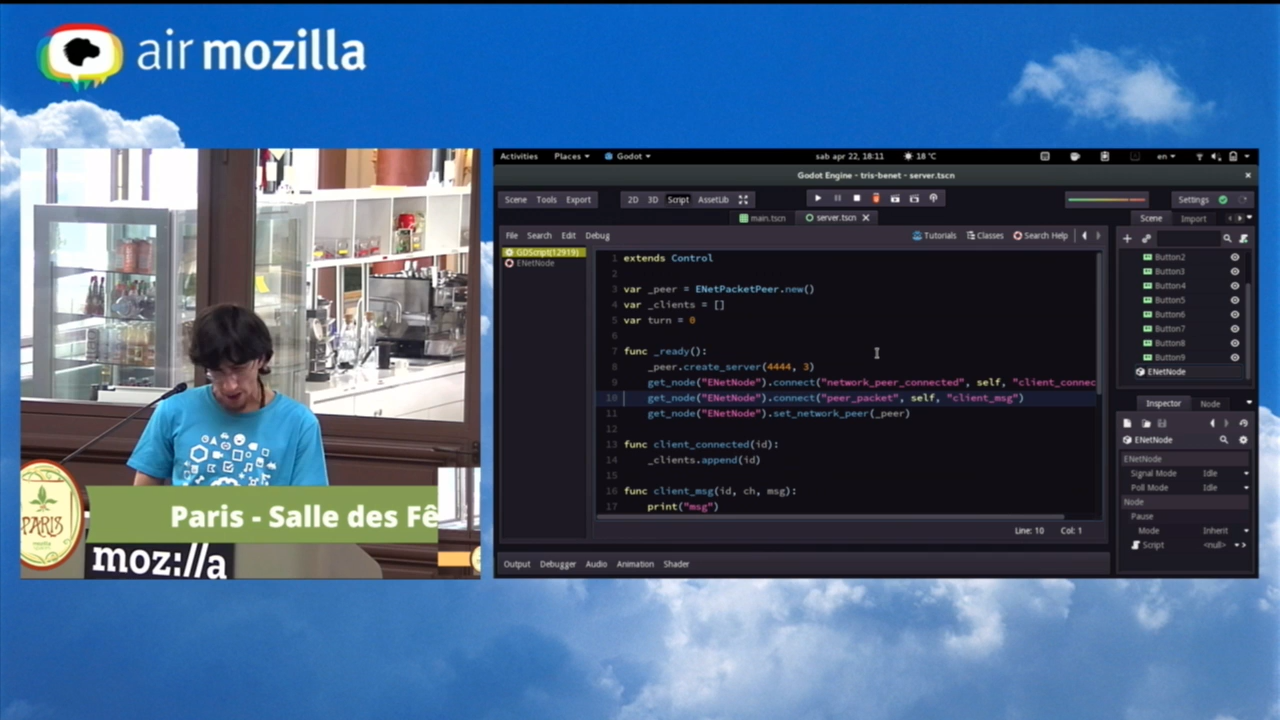 air mozilla
Activities Places Godot sab apr 22, 18:11 18 °C en
Godot Engine - tris-benet - server.tscn
Scene Tools Export 2D 3D Script AssetLib Settings
main.tscn server.tscn Scene Import
File Search Edit Debug Tutorials Classes Search Help
GDScript(12919)
ENetNode
1 extends Control
2
3 var _peer = ENetPacketPeer.new()
4 var _clients = []
5 var turn = 0
6
7 func _ready():
8 _peer.create_server(4444, 3)
9 get_node("ENetNode").connect("network_peer_connected", self, "client_connec
10 get_node("ENetNode").connect("peer_packet", self, "client_msg")
11 get_node("ENetNode").set_network_peer(_peer)
12
13 func client_connected(id):
14 _clients.append(id)
15
16 func client_msg(id, ch, msg):
17 print("msg")
Line: 10 Col: 1
Output Debugger Audio Animation Shader
Button2
Button3
Button4
Button5
Button6
Button7
Button8
Button9
ENetNode
Inspector Node
ENetNode
ENetNode
Signal Mode Idle
Poll Mode Idle
Node
Pause
Mode Inherit
Script <null>
PARIS
mozilla
Paris - Salle des Fê
moz://a